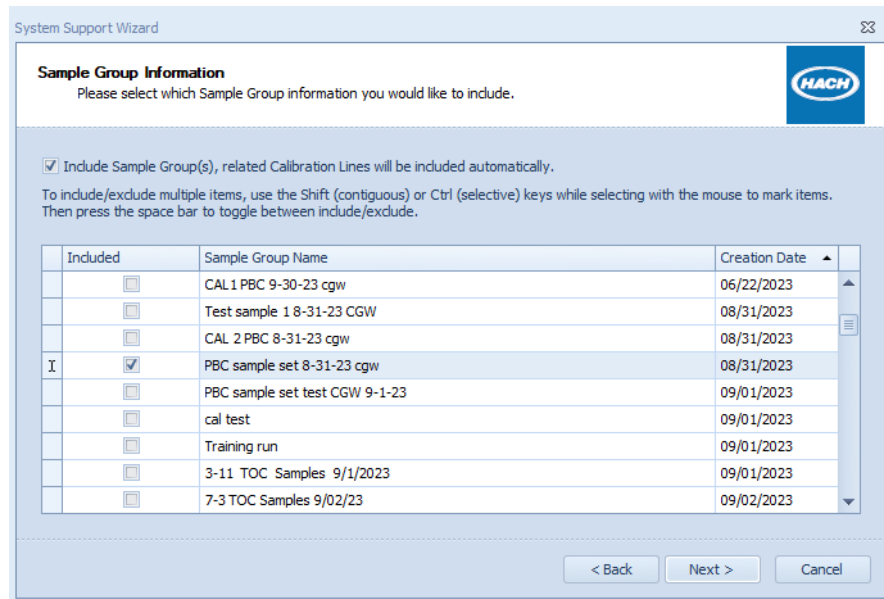 System Support Wizard
Sample Group Information
Please select which Sample Group information you would like to include.
HACH
Include Sample Group(s), related Calibration Lines will be included automatically.
To include/exclude multiple items, use the Shift (contiguous) or Ctrl (selective) keys while selecting with the mouse to mark items.
Then press the space bar to toggle between include/exclude.
Included Sample Group Name Creation Date
CAL1 PBC 9-30-23 cgw 06/22/2023
Test sample 1 8-31-23 CGW 08/31/2023
CAL 2 PBC 8-31-23 cgw 08/31/2023
PBC sample set 8-31-23 cgw 08/31/2023
PBC sample set test CGW 9-1-23 09/01/2023
cal test 09/01/2023
Training run 09/01/2023
3-11 TOC Samples 9/1/2023 09/01/2023
7-3 TOC Samples 9/02/23 09/02/2023
< Back Next > Cancel